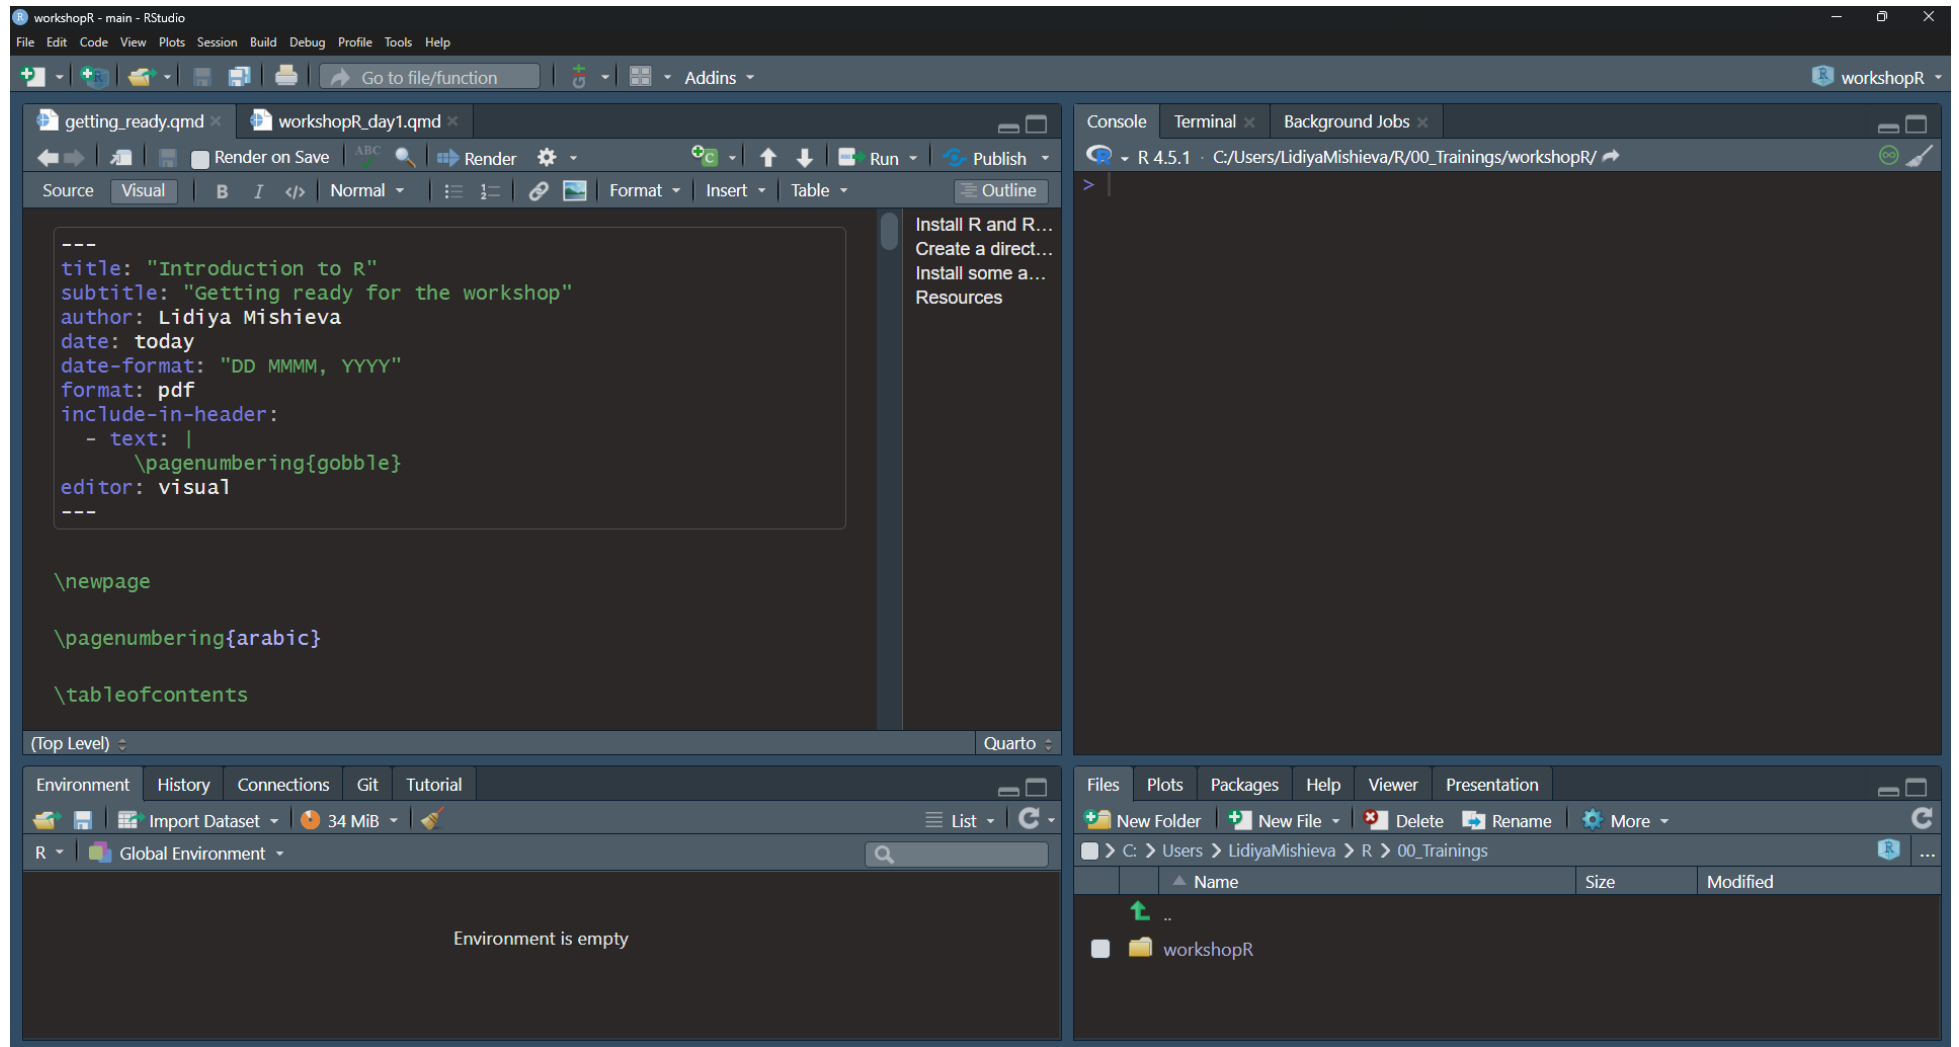 workshopR - main - RStudio
File Edit Code View Plots Session Build Debug Profile Tools Help
Go to file/function Addins workshopR
getting_ready.qmd workshopR_day1.qmd
Render on Save ABC Render Run Publish
Source Visual B I </> Normal Format Insert Table Outline
---
title: "Introduction to R"
subtitle: "Getting ready for the workshop"
author: Lidiya Mishieva
date: today
date-format: "DD MMMM, YYYY"
format: pdf
include-in-header:
- text: |
\pagenumbering{gobble}
editor: visual
---
\newpage
\pagenumbering{arabic}
\tableofcontents
Install R and R...
Create a direct...
Install some a...
Resources
(Top Level) Quarto
Console Terminal Background Jobs
R 4.5.1 · C:/Users/LidiyaMishieva/R/00_Trainings/workshopR/
>
Environment History Connections Git Tutorial
Import Dataset 34 MiB List
R Global Environment
Environment is empty
Files Plots Packages Help Viewer Presentation
New Folder New File Delete Rename More
C: > Users > LidiyaMishieva > R > 00_Trainings ...
Name Size Modified
..
workshopR